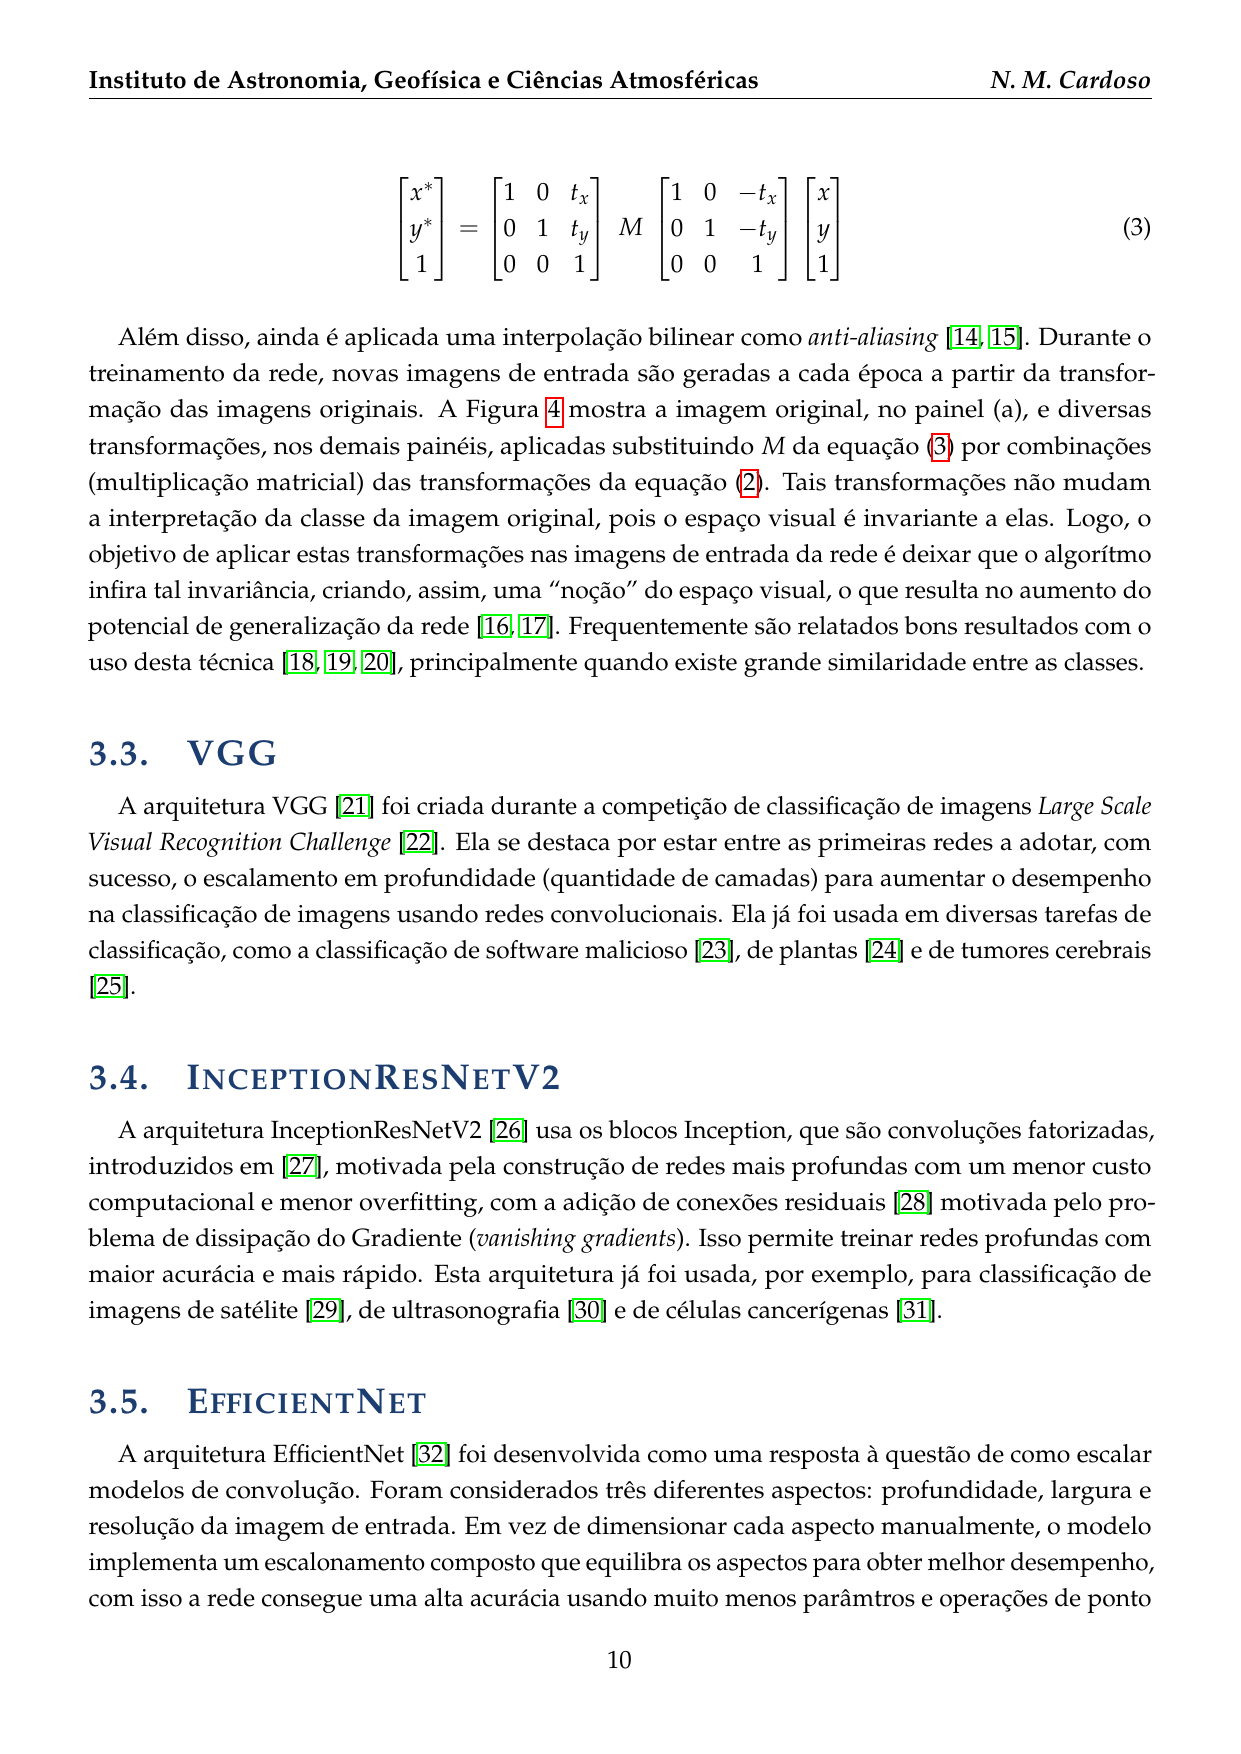 Instituto de Astronomia, Geofísica e Ciências Atmosféricas N. M. Cardoso
[x* y* 1] = [1 0 t_x; 0 1 t_y; 0 0 1] M [1 0 −t_x; 0 1 −t_y; 0 0 1] [x y 1] (3)
Além disso, ainda é aplicada uma interpolação bilinear como anti-aliasing [14, 15]. Durante o
treinamento da rede, novas imagens de entrada são geradas a cada época a partir da transfor-
mação das imagens originais. A Figura 4 mostra a imagem original, no painel (a), e diversas
transformações, nos demais painéis, aplicadas substituindo M da equação (3) por combinações
(multiplicação matricial) das transformações da equação (2). Tais transformações não mudam
a interpretação da classe da imagem original, pois o espaço visual é invariante a elas. Logo, o
objetivo de aplicar estas transformações nas imagens de entrada da rede é deixar que o algorítmo
infira tal invariância, criando, assim, uma “noção” do espaço visual, o que resulta no aumento do
potencial de generalização da rede [16, 17]. Frequentemente são relatados bons resultados com o
uso desta técnica [18, 19, 20], principalmente quando existe grande similaridade entre as classes.
3.3. VGG
A arquitetura VGG [21] foi criada durante a competição de classificação de imagens Large Scale
Visual Recognition Challenge [22]. Ela se destaca por estar entre as primeiras redes a adotar, com
sucesso, o escalamento em profundidade (quantidade de camadas) para aumentar o desempenho
na classificação de imagens usando redes convolucionais. Ela já foi usada em diversas tarefas de
classificação, como a classificação de software malicioso [23], de plantas [24] e de tumores cerebrais
[25].
3.4. INCEPTIONRESNETV2
A arquitetura InceptionResNetV2 [26] usa os blocos Inception, que são convoluções fatorizadas,
introduzidos em [27], motivada pela construção de redes mais profundas com um menor custo
computacional e menor overfitting, com a adição de conexões residuais [28] motivada pelo pro-
blema de dissipação do Gradiente (vanishing gradients). Isso permite treinar redes profundas com
maior acurácia e mais rápido. Esta arquitetura já foi usada, por exemplo, para classificação de
imagens de satélite [29], de ultrasonografia [30] e de células cancerígenas [31].
3.5. EFFICIENTNET
A arquitetura EfficientNet [32] foi desenvolvida como uma resposta à questão de como escalar
modelos de convolução. Foram considerados três diferentes aspectos: profundidade, largura e
resolução da imagem de entrada. Em vez de dimensionar cada aspecto manualmente, o modelo
implementa um escalonamento composto que equilibra os aspectos para obter melhor desempenho,
com isso a rede consegue uma alta acurácia usando muito menos parâmtros e operações de ponto
10